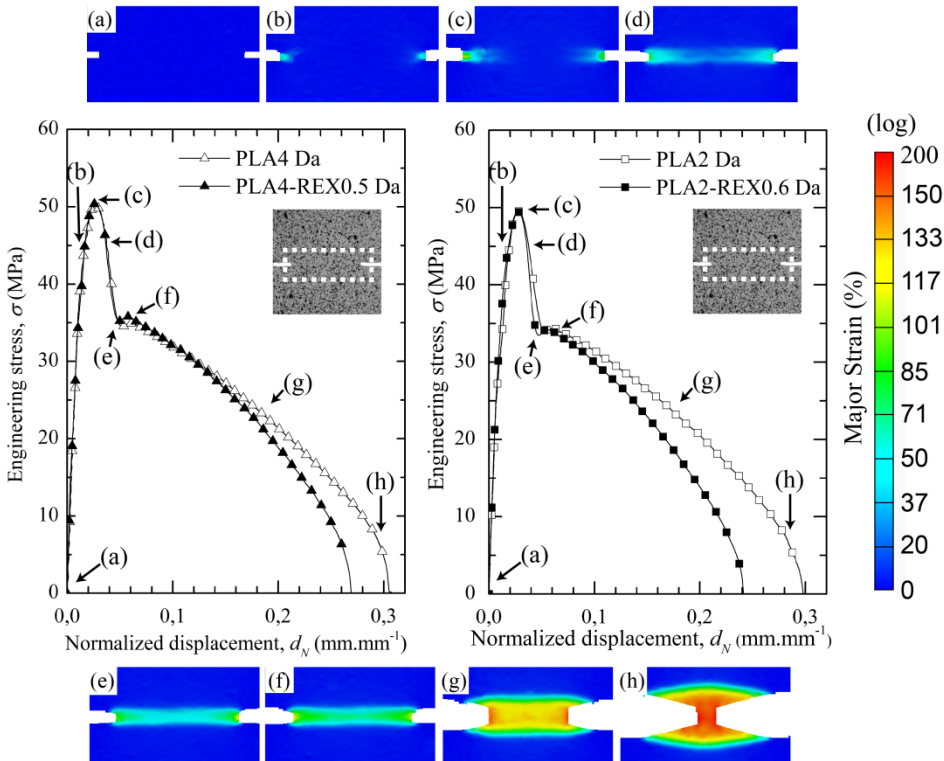 (a) (b) (c) (d)
(log)
60
50
40
30
20
10
0
Engineering stress, σ (MPa)
PLA4 Da
PLA4-REX0.5 Da
(b)
(c)
(d)
(f)
(e)
(g)
(h)
(a)
0,0 0,1 0,2 0,3
Normalized displacement, d_N (mm.mm⁻¹)
60
50
40
30
20
10
0
Engineering stress, σ (MPa)
PLA2 Da
PLA2-REX0.6 Da
(b)
(c)
(d)
(f)
(e)
(g)
(h)
(a)
0,0 0,1 0,2 0,3
Normalized displacement, d_N (mm.mm⁻¹)
200
150
133
117
101
85
71
50
37
20
0
Major Strain (%)
(e) (f) (g) (h)